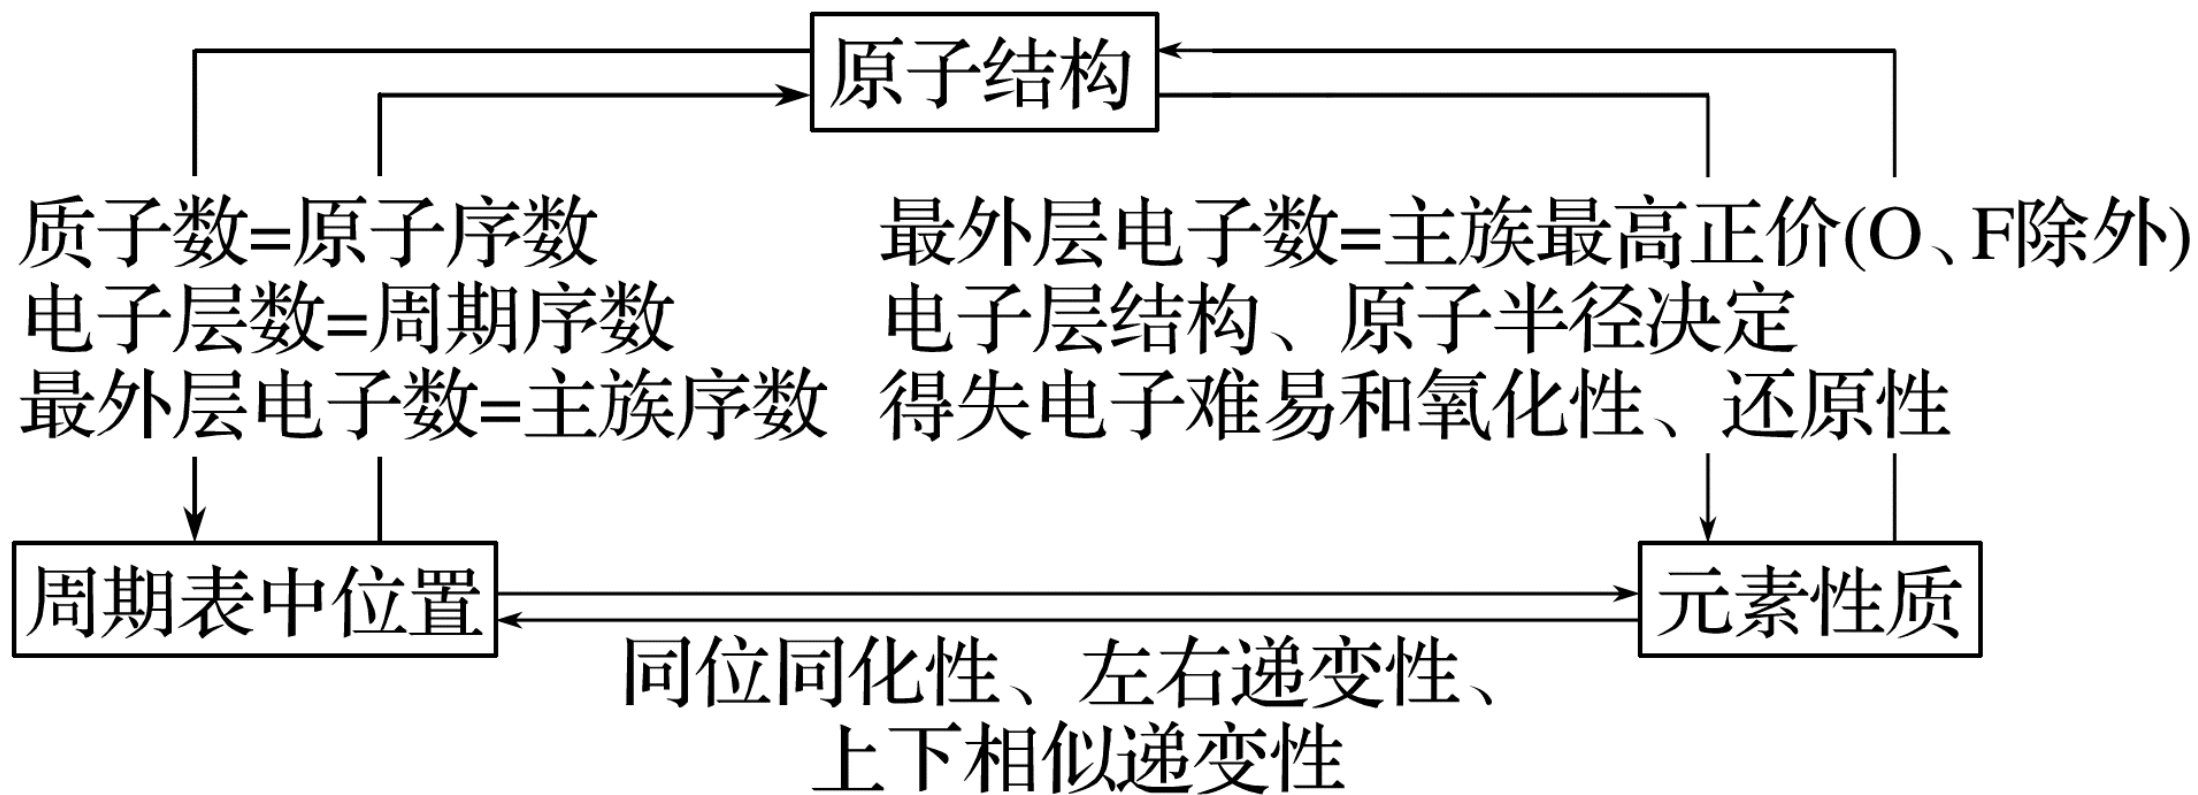 原子结构
质子数=原子序数
电子层数=周期序数
最外层电子数=主族序数
最外层电子数=主族最高正价(O、F除外)
电子层结构、原子半径决定
得失电子难易和氧化性、还原性
周期表中位置
元素性质
同位同化性、左右递变性、
上下相似递变性